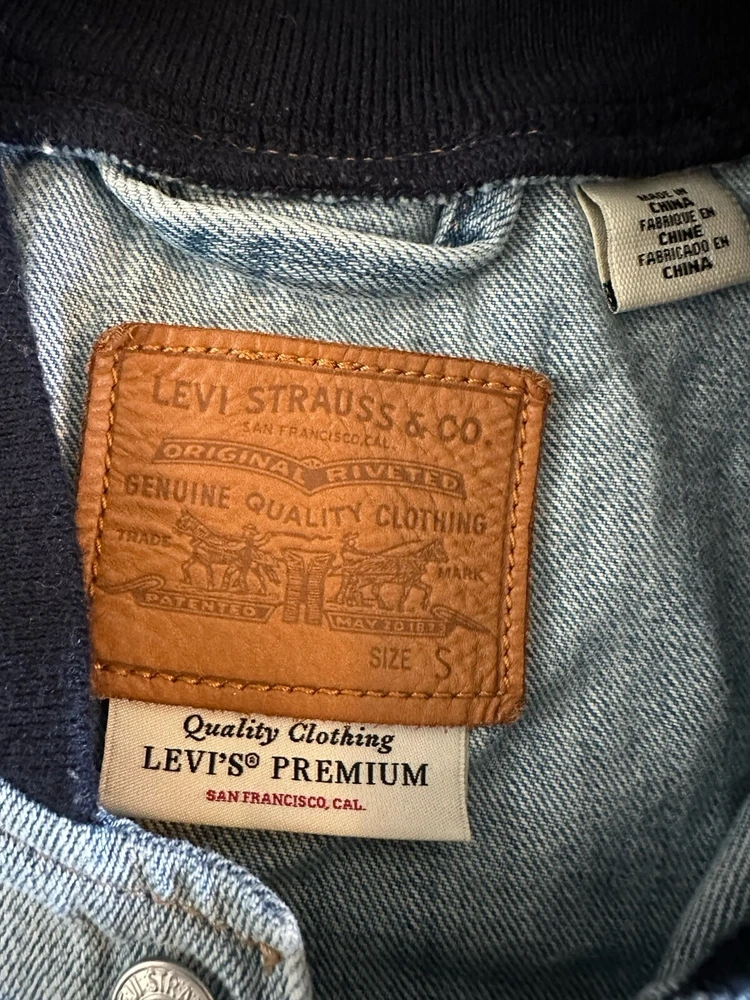 MADE IN
CHINA
FABRIQUE EN
CHINE
FABRICADO EN
CHINA
LEVI STRAUSS & CO.
SAN FRANCISCO, CAL.
ORIGINAL RIVETED
GENUINE QUALITY CLOTHING
TRADE MARK
PATENTED MAY 20 1873
SIZE S
Quality Clothing
LEVI'S® PREMIUM
SAN FRANCISCO, CAL.